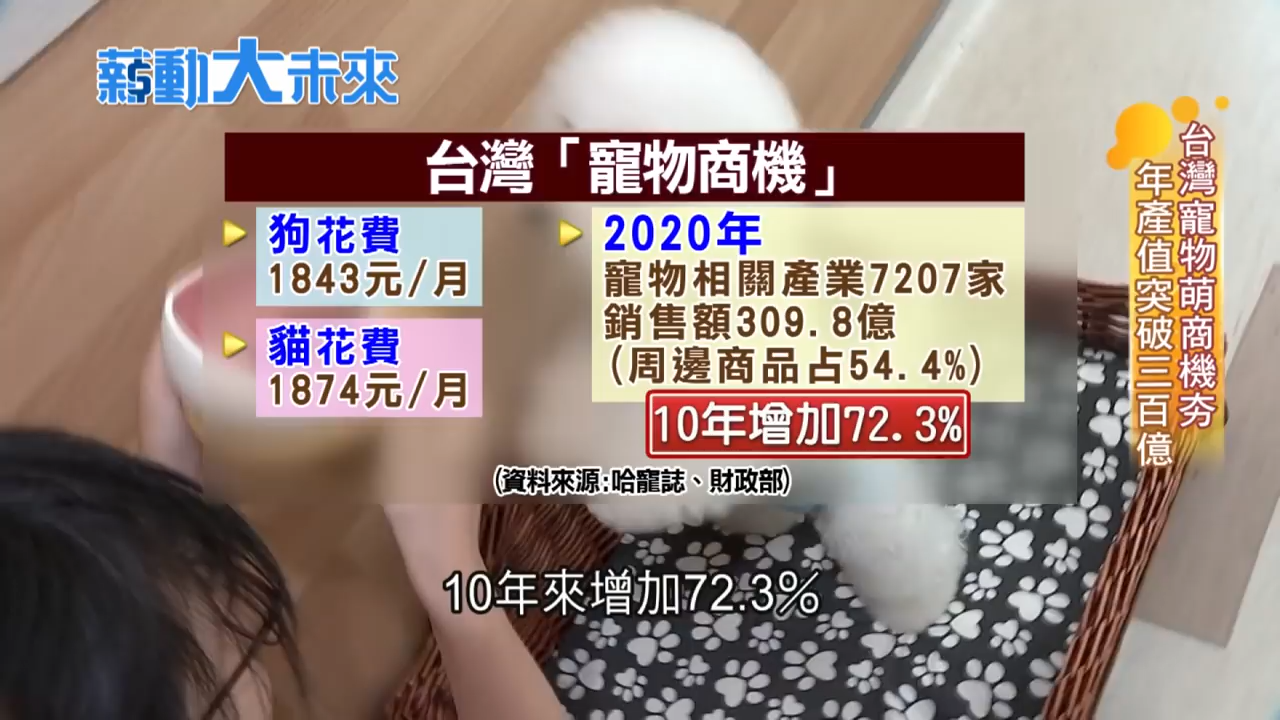 薪動大未來
台灣「寵物商機」
狗花費
1843元/月
貓花費
1874元/月
2020年
寵物相關產業7207家
銷售額309.8億
(周邊商品占54.4%)
10年增加72.3%
(資料來源:哈寵誌、財政部)
台灣寵物萌商機夯
年產值突破三百億
10年來增加72.3%